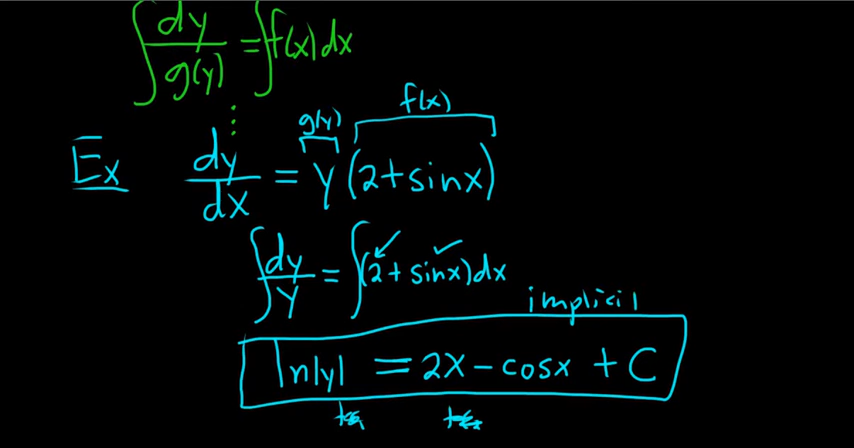 ∫ dy/g(y) = ∫ f(x) dx
⋮
g(y) f(x)
Ex dy/dx = y(2+sinx)
∫ dy/y = ∫(2+sinx)dx
implicit
ln|y| = 2x - cosx + C